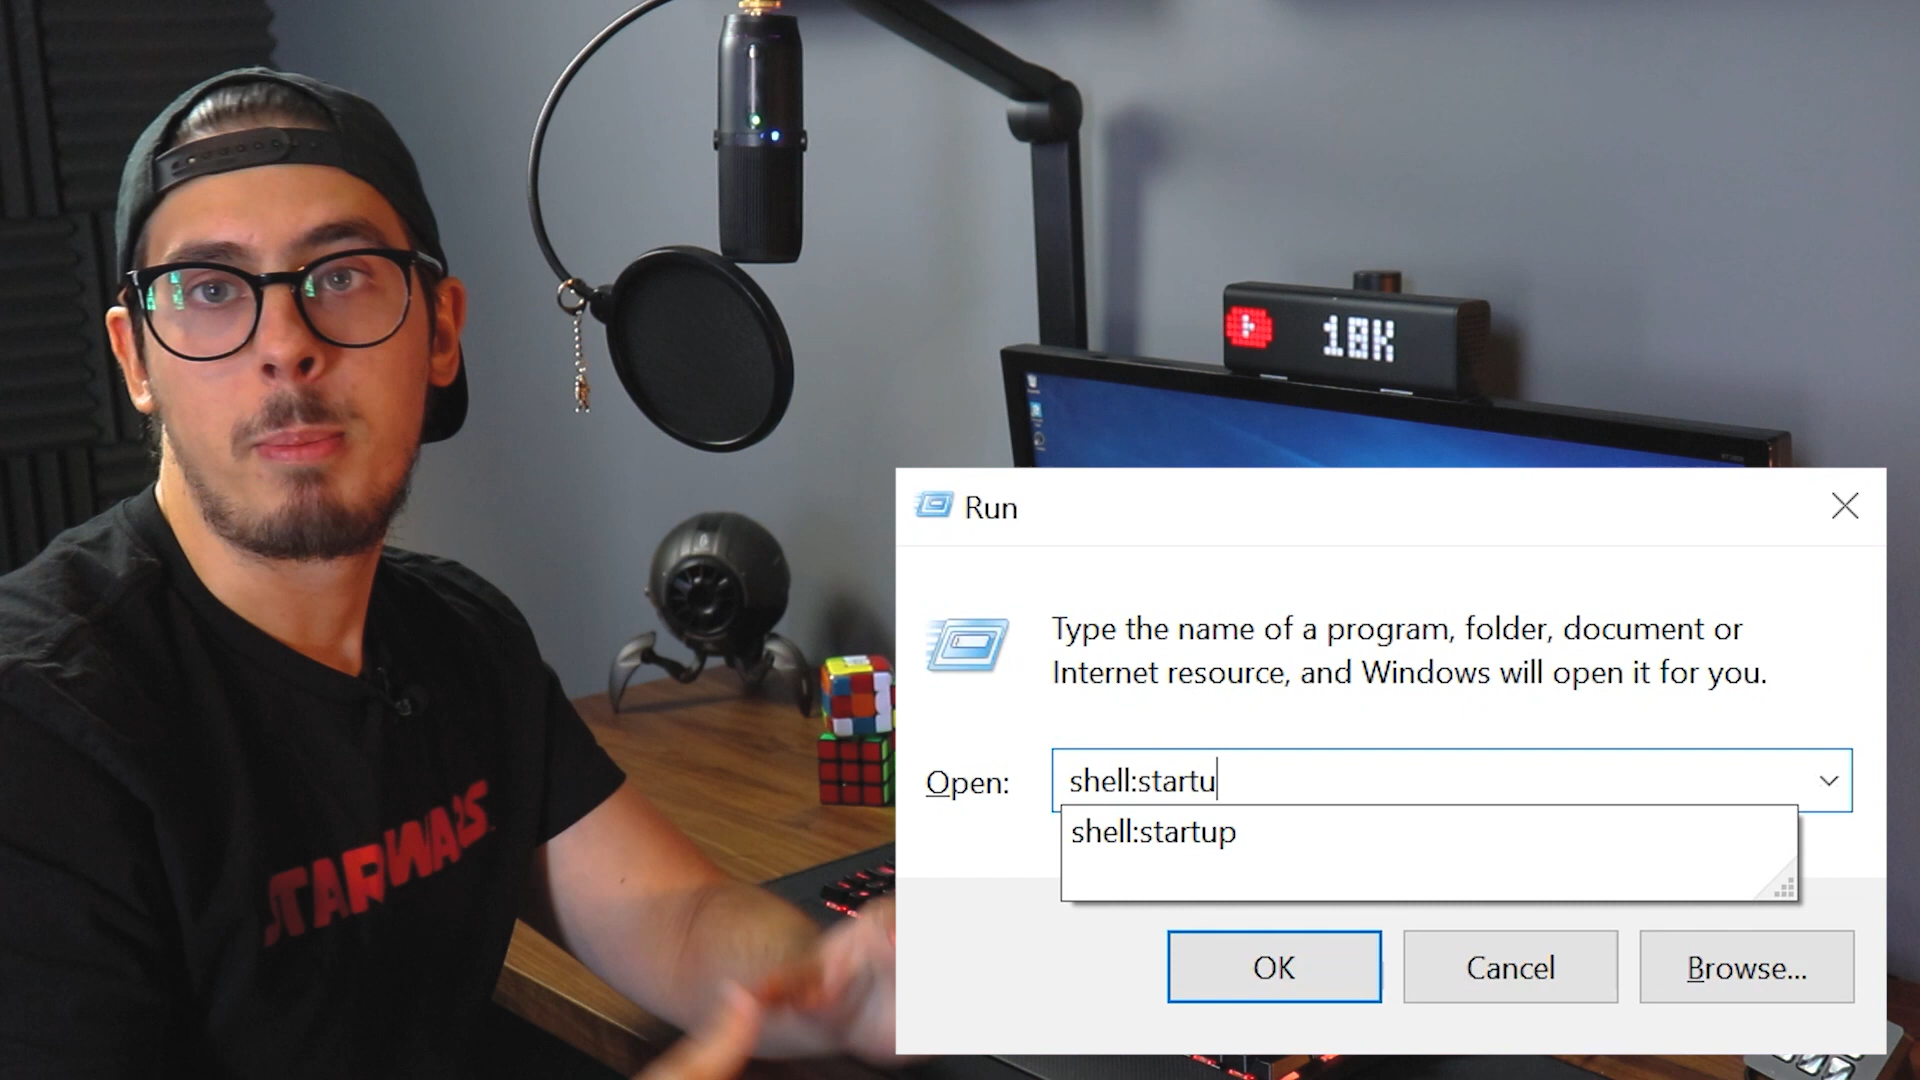 10K
Run
Type the name of a program, folder, document or
Internet resource, and Windows will open it for you.
Open:
shell:startu
shell:startup
OK
Cancel
Browse...
STARWARS